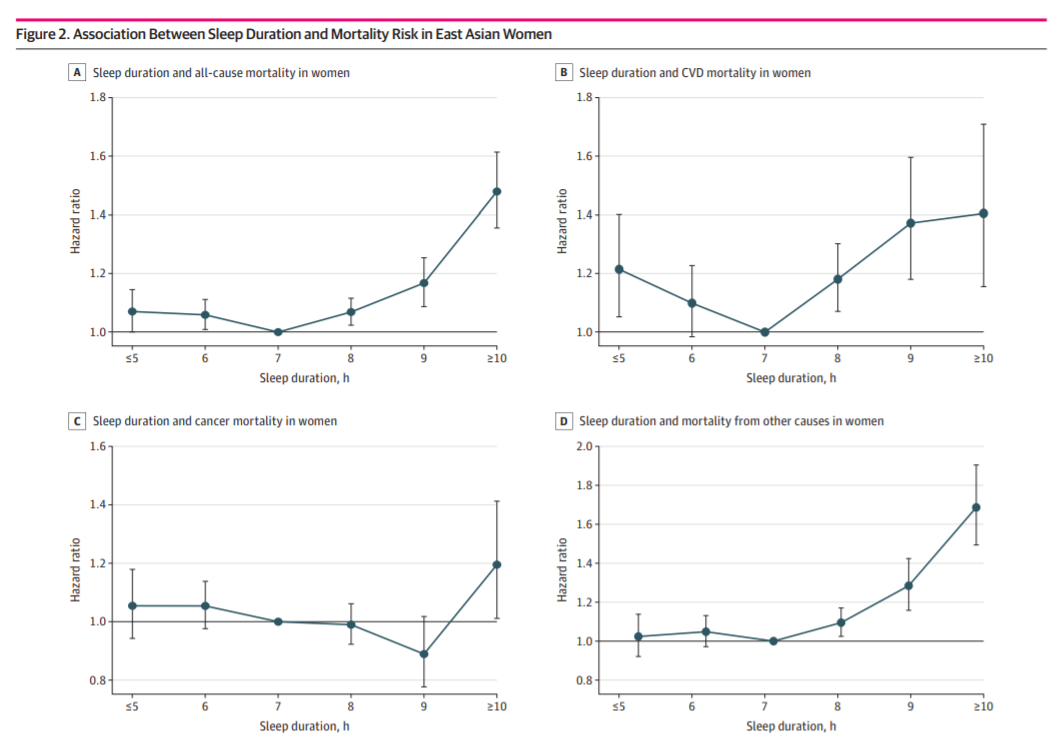 Figure 2. Association Between Sleep Duration and Mortality Risk in East Asian Women
A Sleep duration and all-cause mortality in women
1.8
1.6
1.4
1.2
1.0
Hazard ratio
≤5 6 7 8 9 ≥10
Sleep duration, h
B Sleep duration and CVD mortality in women
1.8
1.6
1.4
1.2
1.0
Hazard ratio
≤5 6 7 8 9 ≥10
Sleep duration, h
C Sleep duration and cancer mortality in women
1.6
1.4
1.2
1.0
0.8
Hazard ratio
≤5 6 7 8 9 ≥10
Sleep duration, h
D Sleep duration and mortality from other causes in women
2.0
1.8
1.6
1.4
1.2
1.0
0.8
Hazard ratio
≤5 6 7 8 9 ≥10
Sleep duration, h